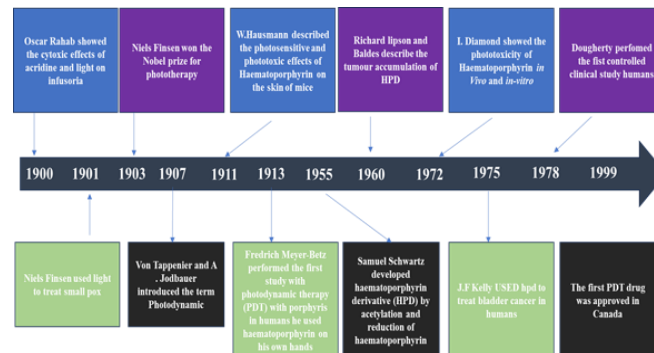 Oscar Rahab showed
the cytoxic effects of
acridine and light on
infusoria
Niels Finsen won the
Nobel prize for
phototherapy
W.Hausmann described
the photosensitive and
phototoxic effects of
Haematoporphyrin on
the skin of mice
Richard lipson and
Baldes describe the
tumour accumulation of
HPD
I. Diamond showed the
phototoxicity of
Haematoporphyrin in
Vivo and in-vitro
Dougherty perfomed
the fist controlled
clinical study humans
1900 1901 1903 1907 1911 1913 1955 1960 1972 1975 1978 1999
Niels Finsen used light
to treat small pox
Von Tappenier and A
. Jodbauer
introduced the term
Photodynamic
Fredrich Meyer-Betz
performed the first
study with
photodynamic therapy
(PDT) with porphyris
in humans he used
haematoporphyrin on
his own hands
Samuel Schwartz
developed
haematoporphyrin
derivative (HPD) by
acetylation and
reduction of
haematoporphyrin
J.F Kelly USED hpd to
treat bladder cancer in
humans
The first PDT drug was
approved in
Canada